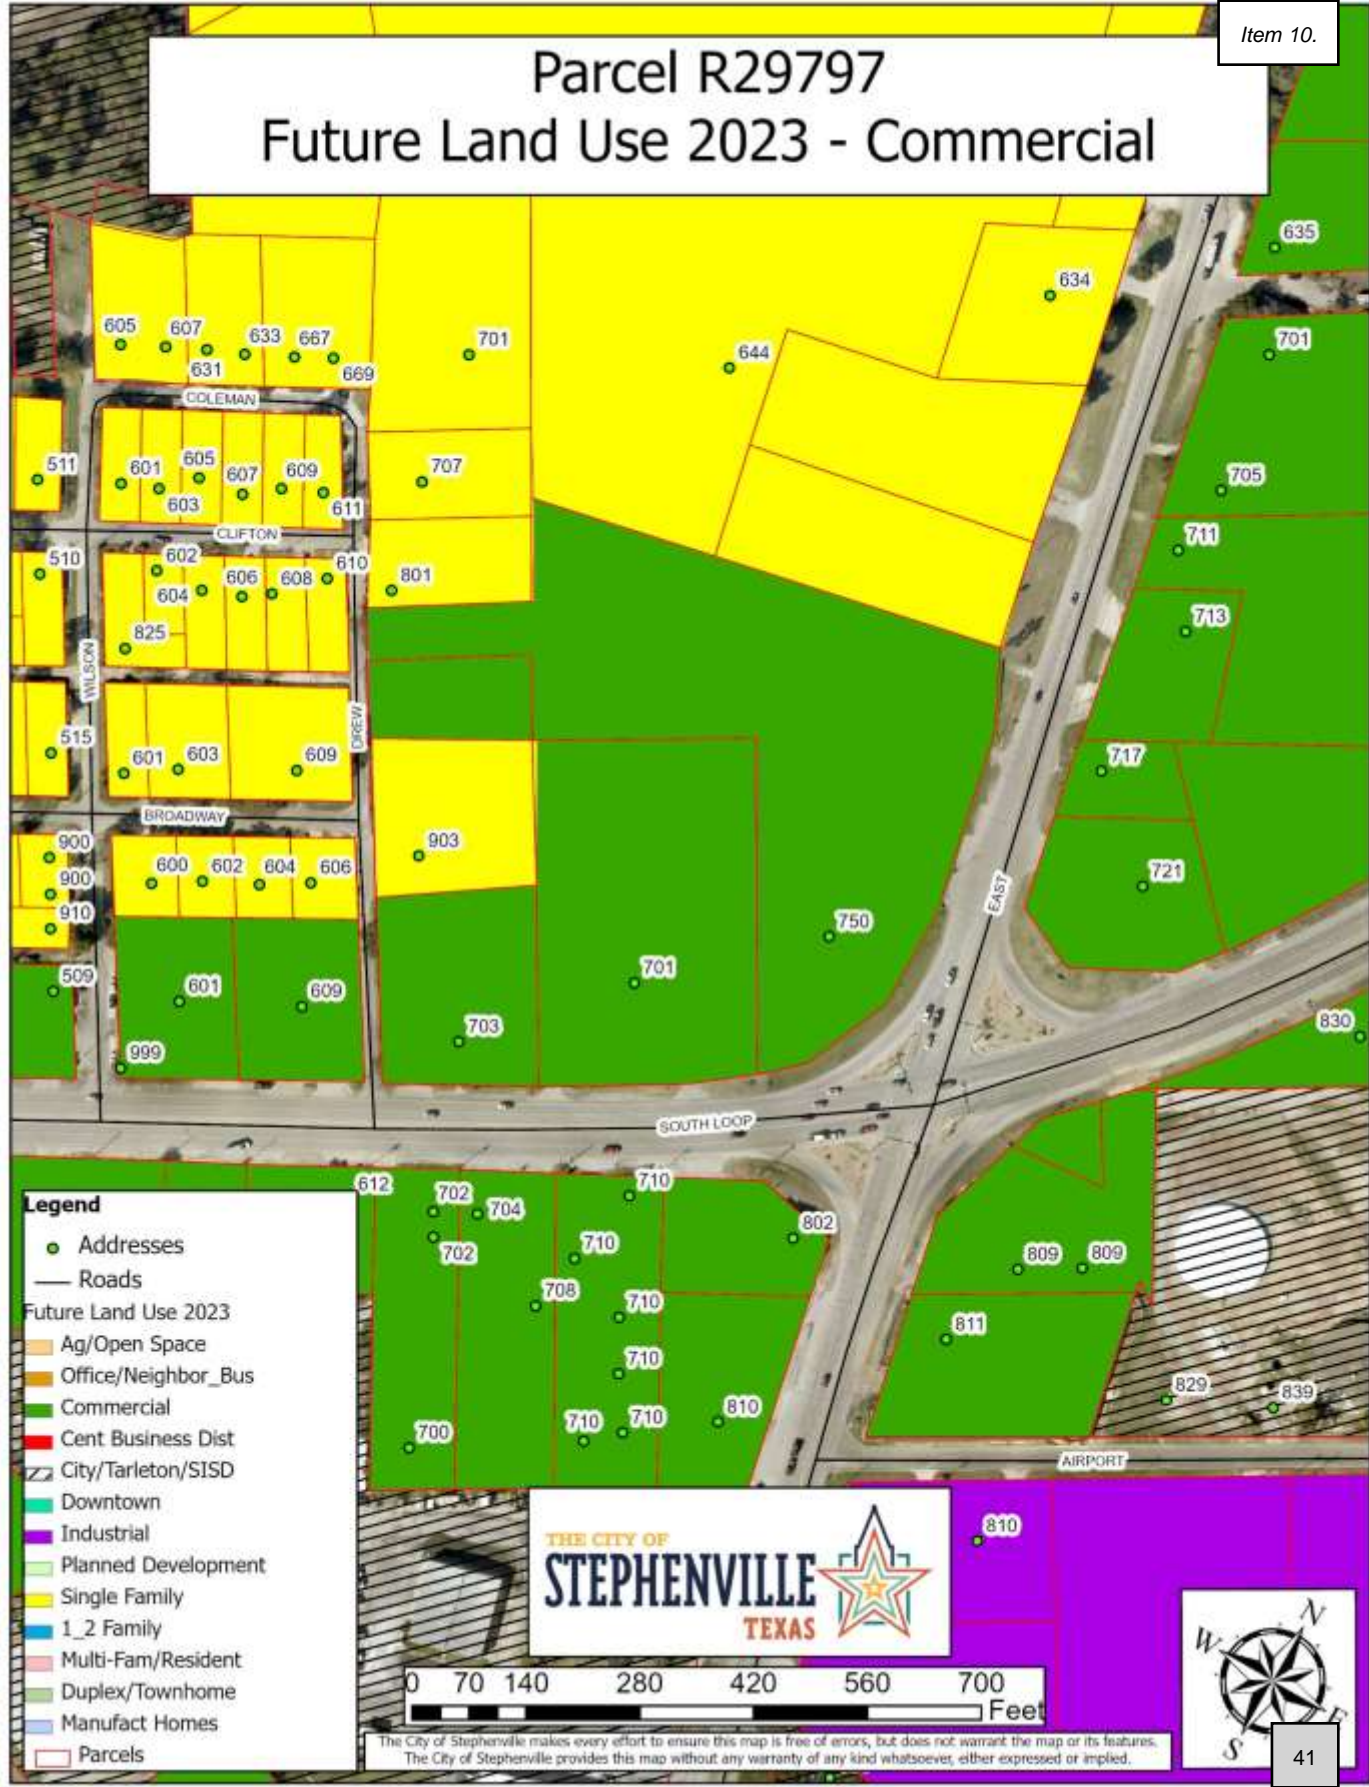 Item 10.
Parcel R29797
Future Land Use 2023 - Commercial
635
634
605
607
633
667
701
644
701
631
669
COLEMAN
511
601
605
607
609
707
705
603
611
CLIFTON
711
510
602
604
606
608
610
801
713
825
WILSON
DREW
515
601
603
609
717
BROADWAY
900
600
602
604
606
903
900
721
EAST
910
750
509
601
609
701
703
830
999
SOUTH LOOP
612
702
704
710
702
710
802
809
809
708
710
811
710
829
839
700
710
710
810
AIRPORT
810
Legend
Addresses
Roads
Future Land Use 2023
Ag/Open Space
Office/Neighbor_Bus
Commercial
Cent Business Dist
City/Tarleton/SISD
Downtown
Industrial
Planned Development
Single Family
1_2 Family
Multi-Fam/Resident
Duplex/Townhome
Manufact Homes
Parcels
THE CITY OF
STEPHENVILLE
TEXAS
0 70 140 280 420 560 700
Feet
The City of Stephenville makes every effort to ensure this map is free of errors, but does not warrant the map or its features.
The City of Stephenville provides this map without any warranty of any kind whatsoever, either expressed or implied.
N
W
E
S
41